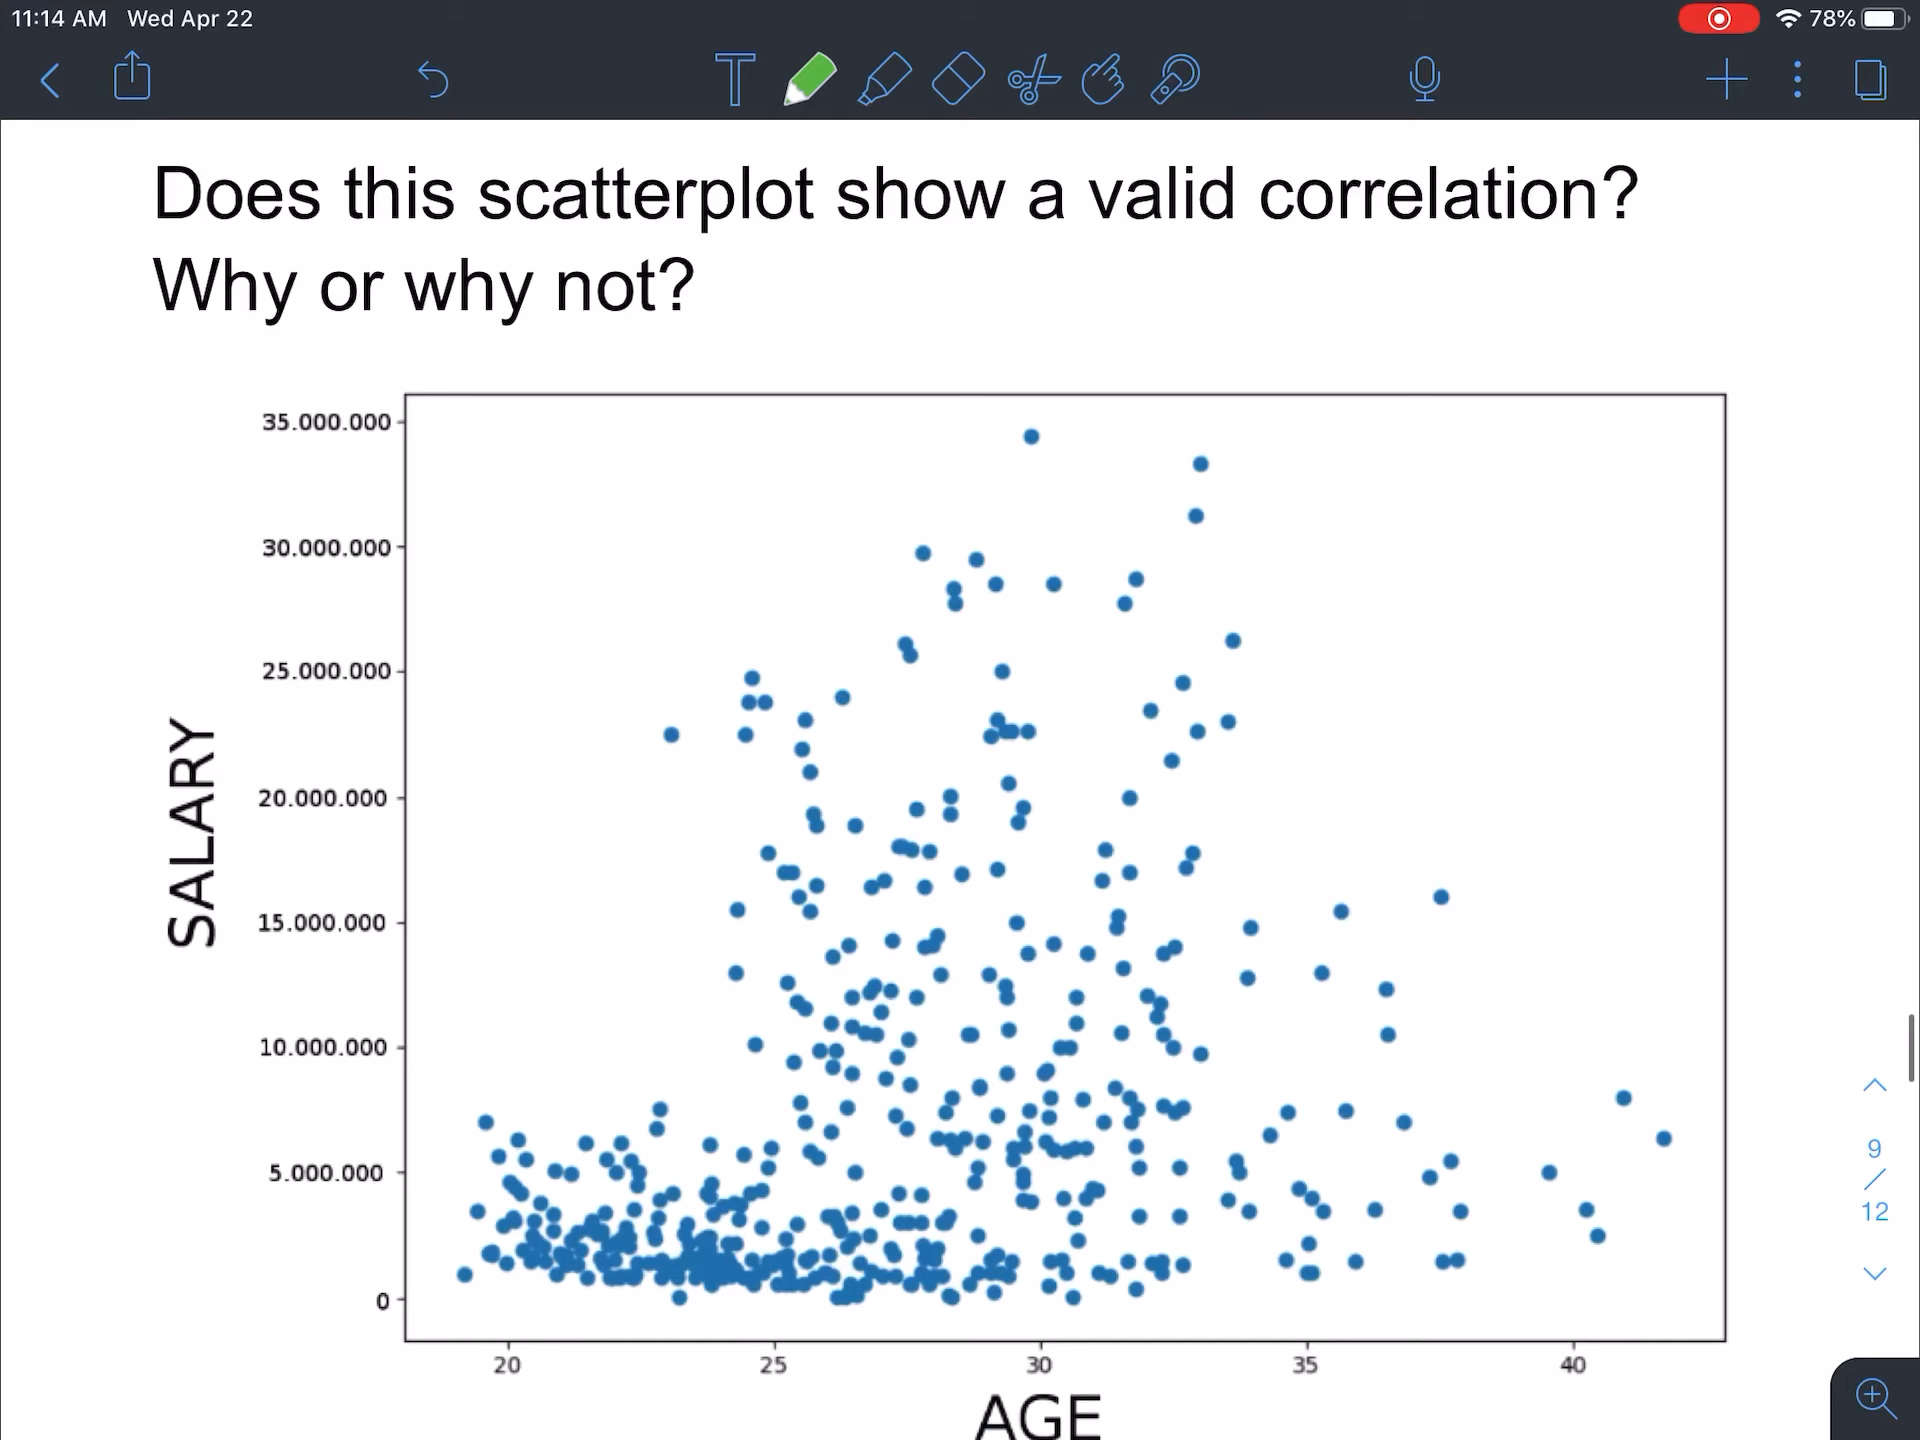 11:14 AM Wed Apr 22
78%
Does this scatterplot show a valid correlation?
Why or why not?
35.000.000
30.000.000
25.000.000
20.000.000
15.000.000
10.000.000
5.000.000
0
SALARY
20 25 30 35 40
AGE
9
/
12